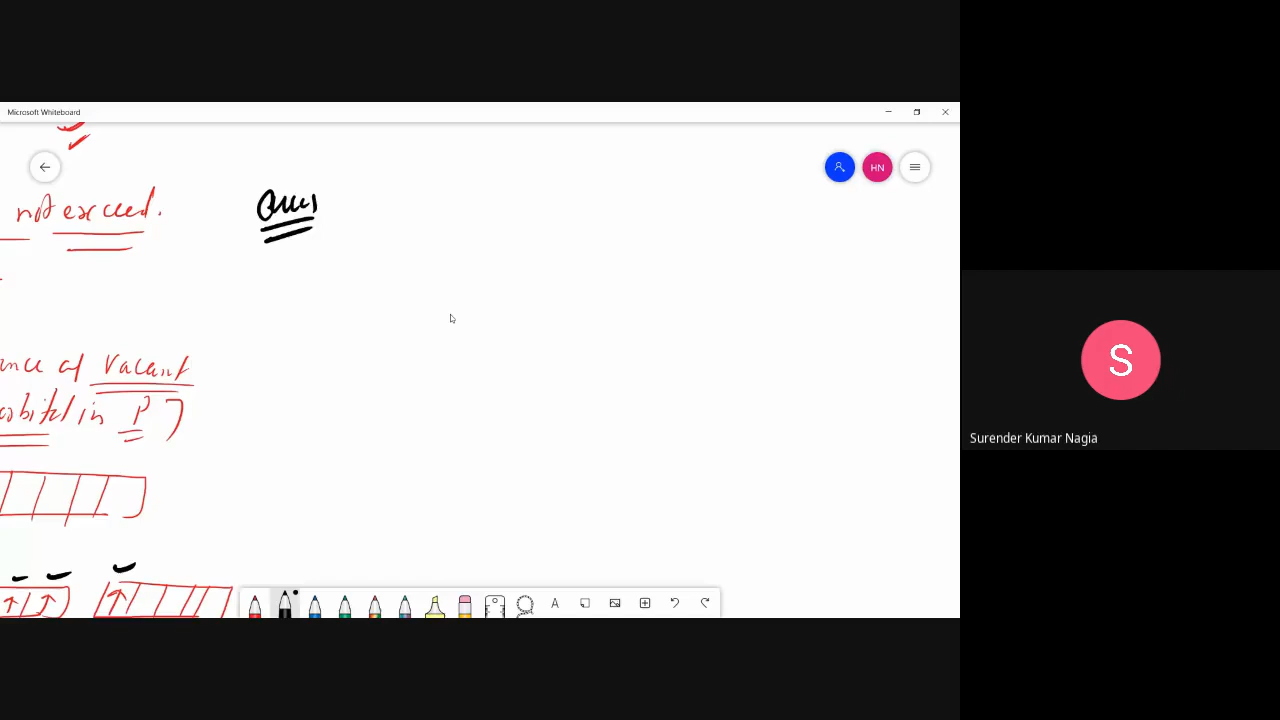 Microsoft Whiteboard
HN
not exceed.
Ques
ance of vacant
orbital in P]
S
Surender Kumar Nagia
A